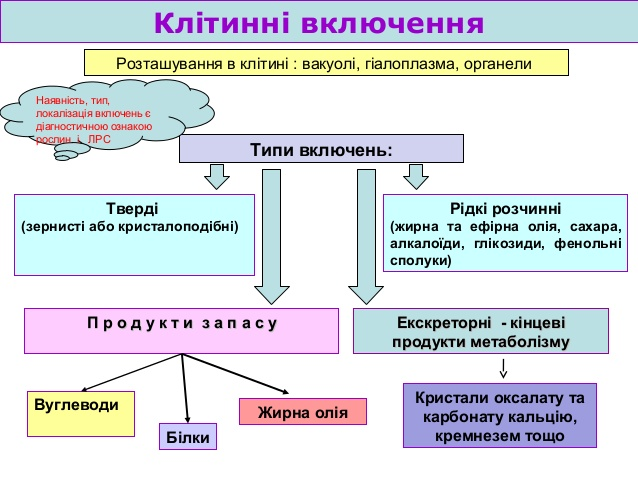 Клітинні включення
Розташування в клітині : вакуолі, гіалоплазма, органели
Наявність, тип,
локалізація включень є
діагностичною ознакою
рослин і ЛРС
Типи включень:
Тверді
(зернисті або кристалоподібні)
Рідкі розчинні
(жирна та ефірна олія, сахара,
алкалоїди, глікозиди, фенольні
сполуки)
П р о д у к т и з а п а с у
Екскреторні - кінцеві
продукти метаболізму
Вуглеводи
Білки
Жирна олія
Кристали оксалату та
карбонату кальцію,
кремнезем тощо